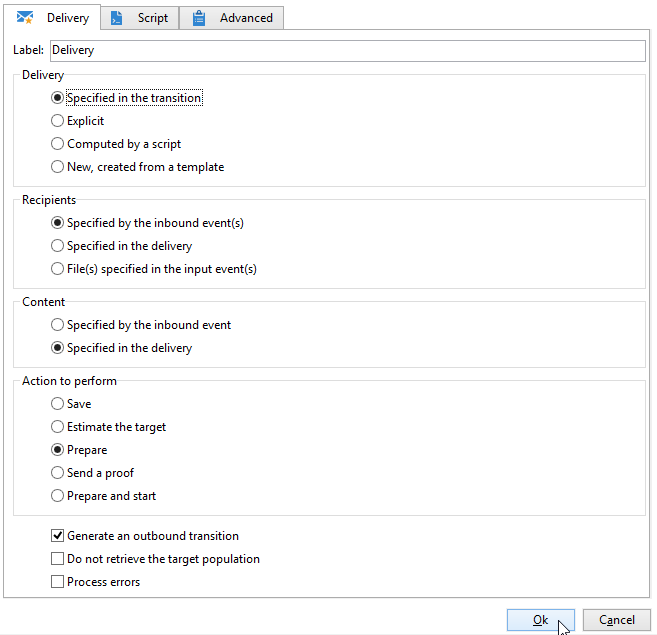 Delivery Script Advanced
Label: Delivery
Delivery
Specified in the transition
Explicit
Computed by a script
New, created from a template
Recipients
Specified by the inbound event(s)
Specified in the delivery
File(s) specified in the input event(s)
Content
Specified by the inbound event
Specified in the delivery
Action to perform
Save
Estimate the target
Prepare
Send a proof
Prepare and start
Generate an outbound transition
Do not retrieve the target population
Process errors
Ok Cancel